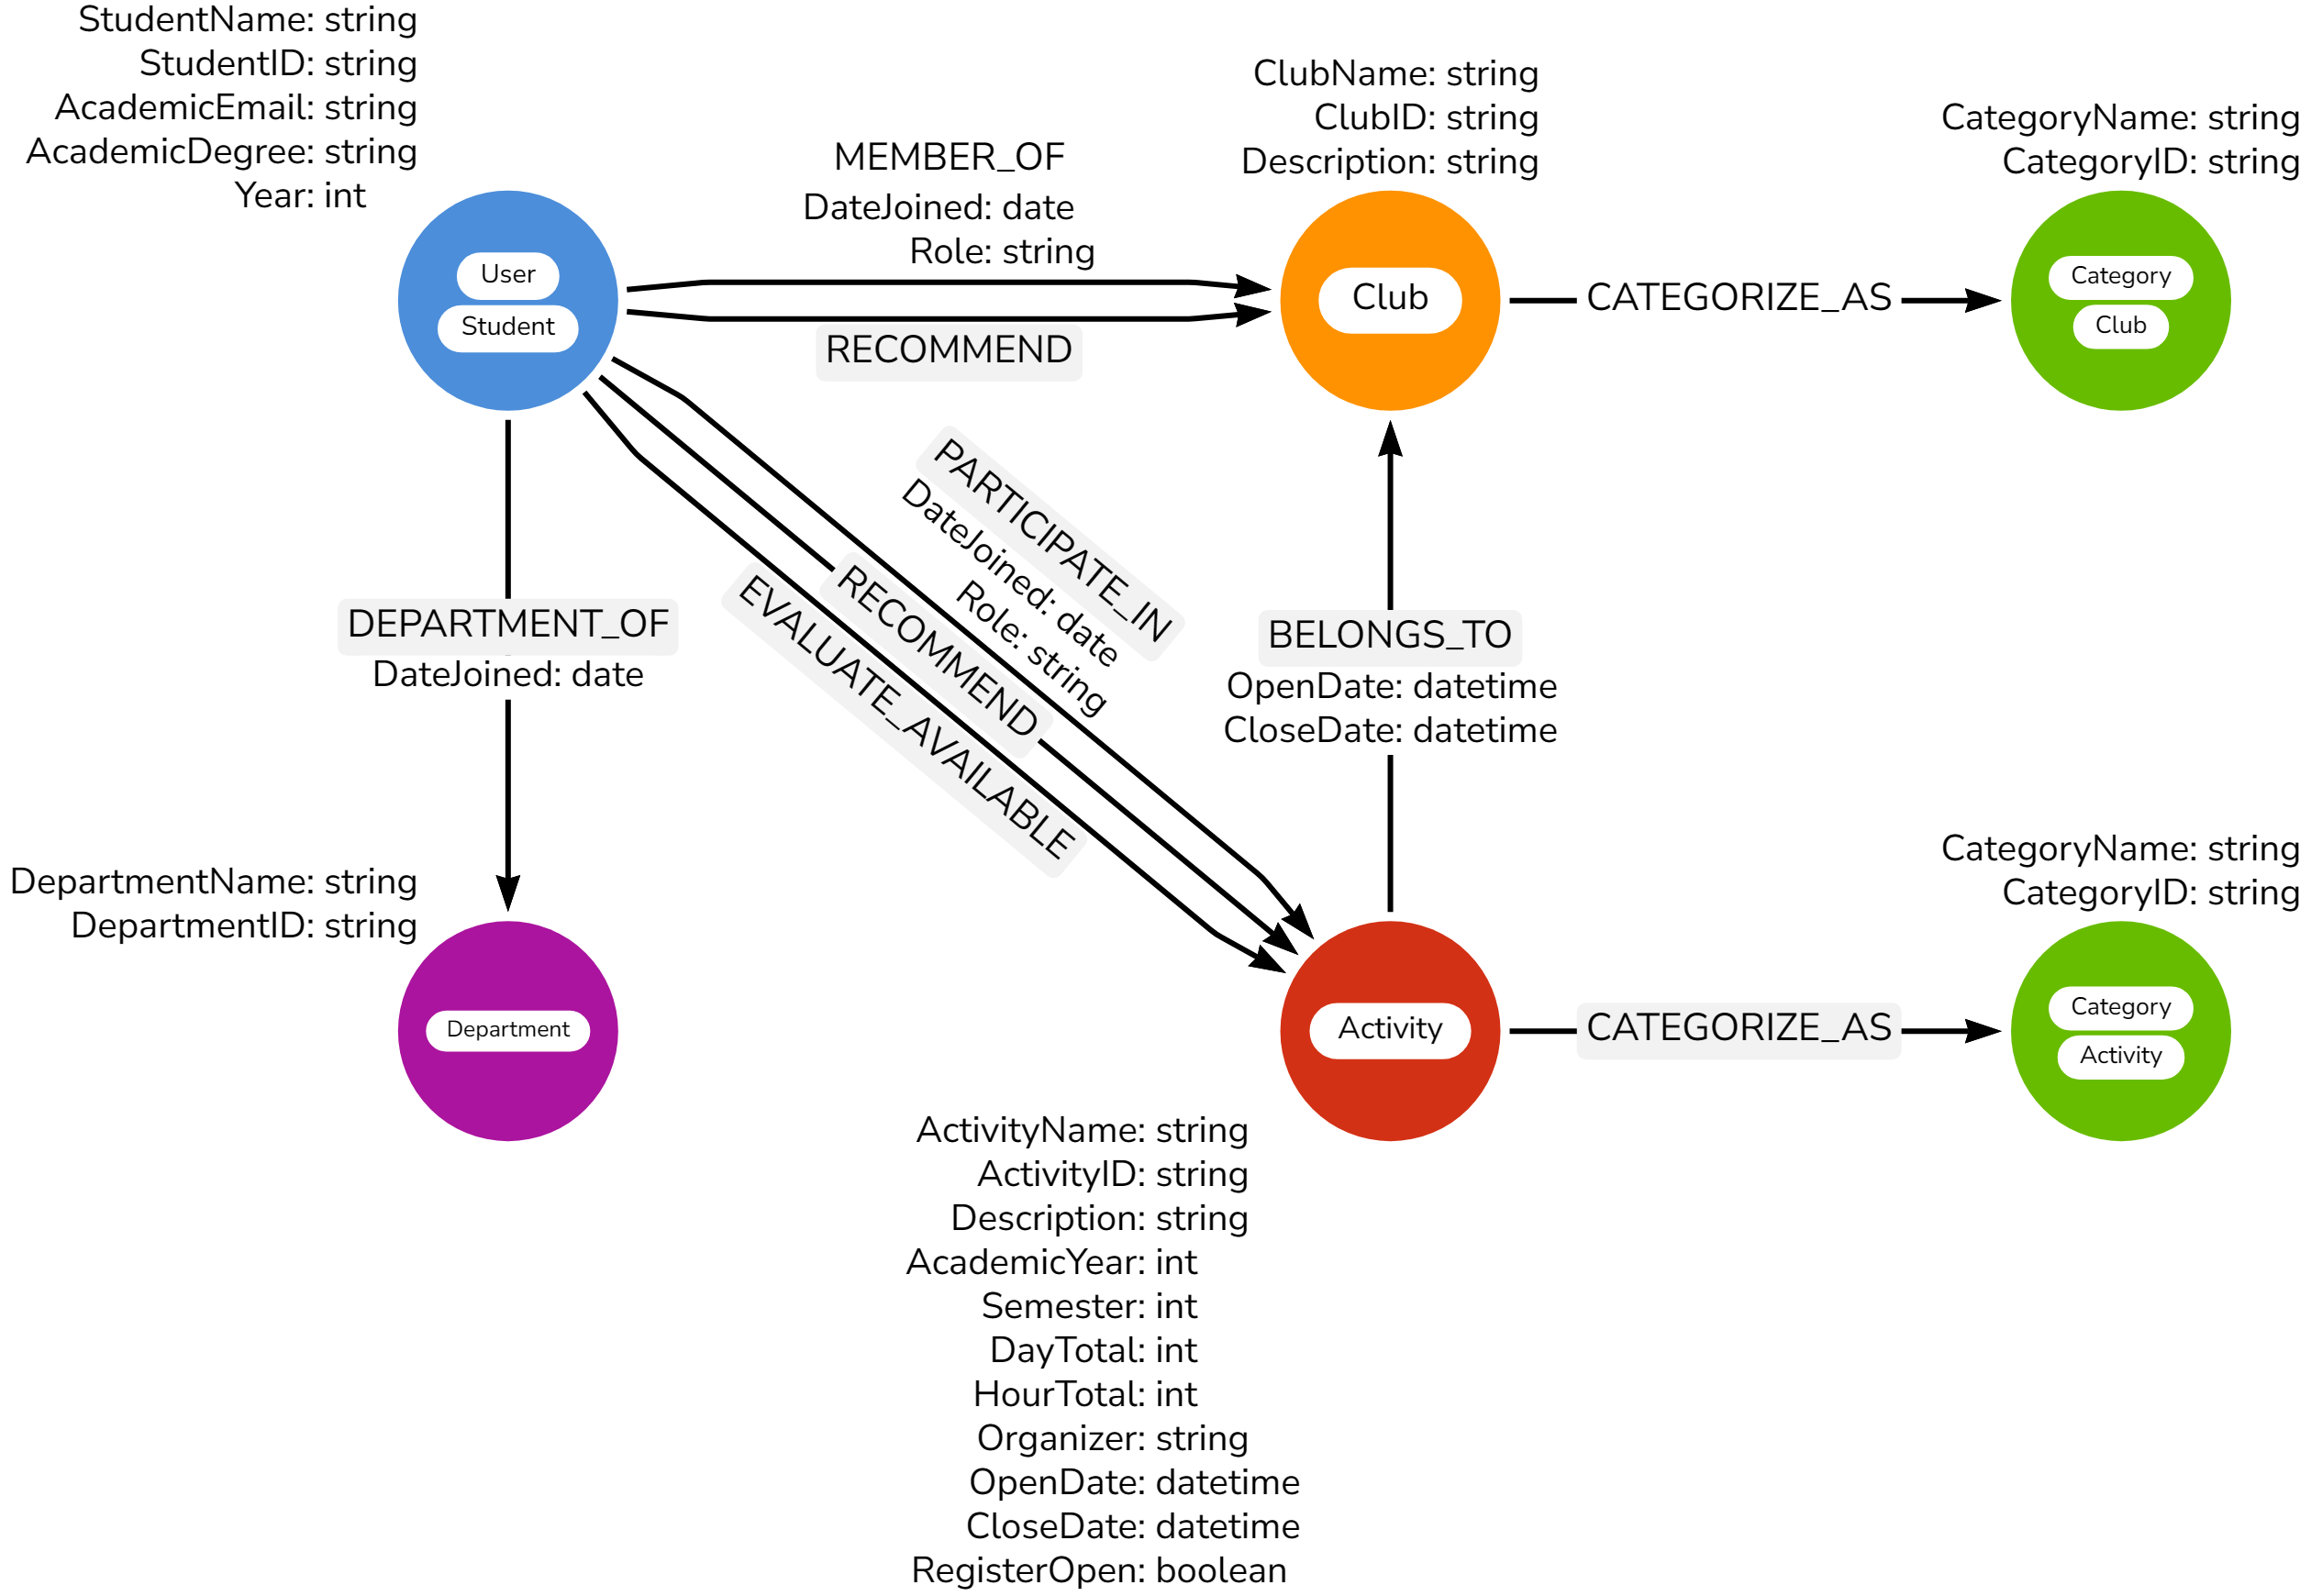 StudentName: string
StudentID: string
AcademicEmail: string
AcademicDegree: string
Year: int
User
Student
MEMBER_OF
DateJoined: date
Role: string
RECOMMEND
ClubName: string
ClubID: string
Description: string
Club
CATEGORIZE_AS
CategoryName: string
CategoryID: string
Category
Club
DEPARTMENT_OF
DateJoined: date
PARTICIPATE_IN
DateJoined: date
Role: string
RECOMMEND
EVALUATE_AVAILABLE
BELONGS_TO
OpenDate: datetime
CloseDate: datetime
DepartmentName: string
DepartmentID: string
Department
Activity
CATEGORIZE_AS
CategoryName: string
CategoryID: string
Category
Activity
ActivityName: string
ActivityID: string
Description: string
AcademicYear: int
Semester: int
DayTotal: int
HourTotal: int
Organizer: string
OpenDate: datetime
CloseDate: datetime
RegisterOpen: boolean